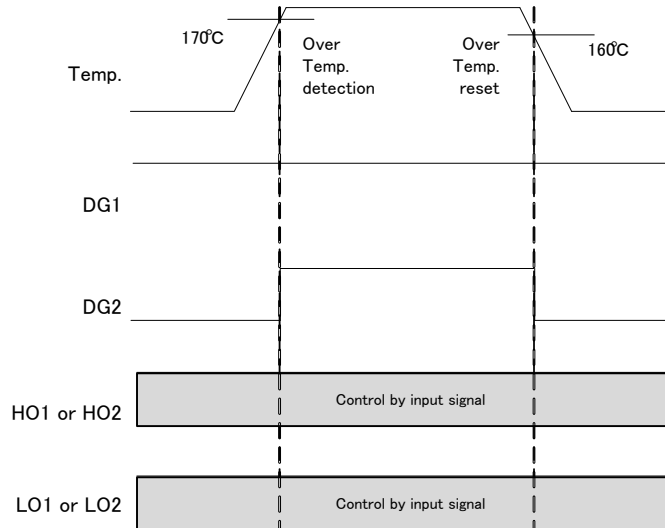 170℃
Over
Temp.
detection
Over
Temp.
reset
160℃
Temp.
DG1
DG2
HO1 or HO2
Control by input signal
LO1 or LO2
Control by input signal